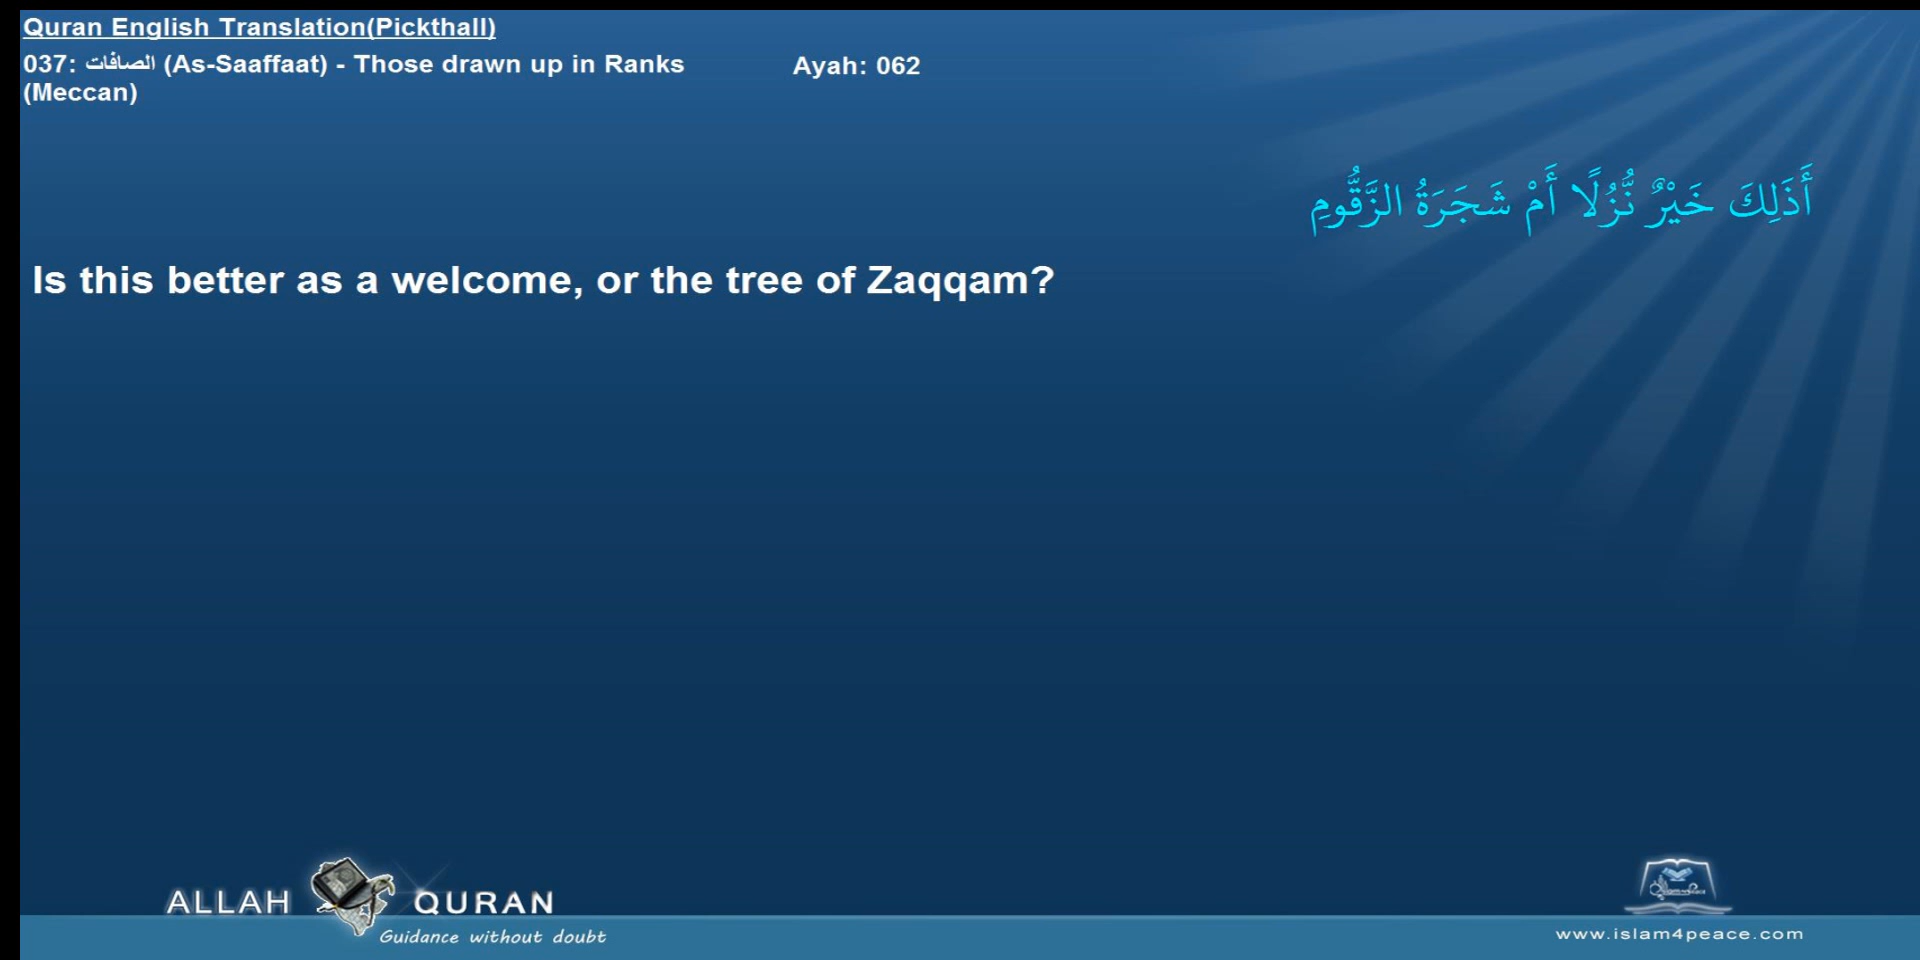 Quran English Translation(Pickthall)
037: الصافات (As-Saaffaat) - Those drawn up in Ranks
(Meccan)
Ayah: 062
أَذَلِكَ خَيْرٌ نُّزُلًا أَمْ شَجَرَةُ الزَّقُّومِ
Is this better as a welcome, or the tree of Zaqqam?
ALLAH QURAN
Guidance without doubt
www.islam4peace.com